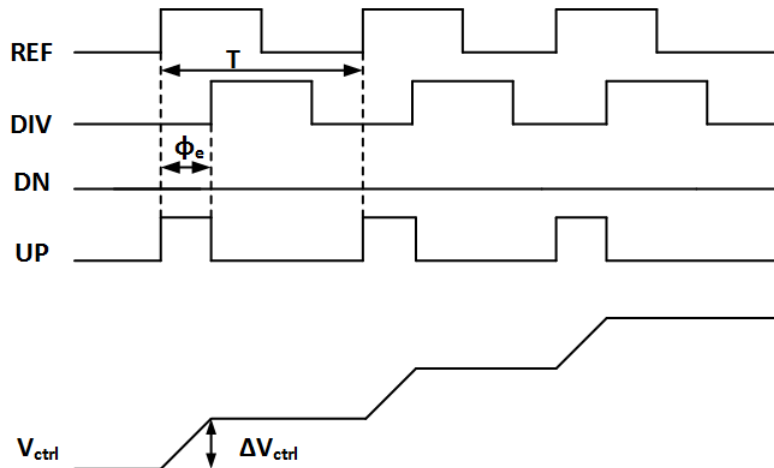 REF
T
DIV
ϕe
DN
UP
Vctrl
ΔVctrl